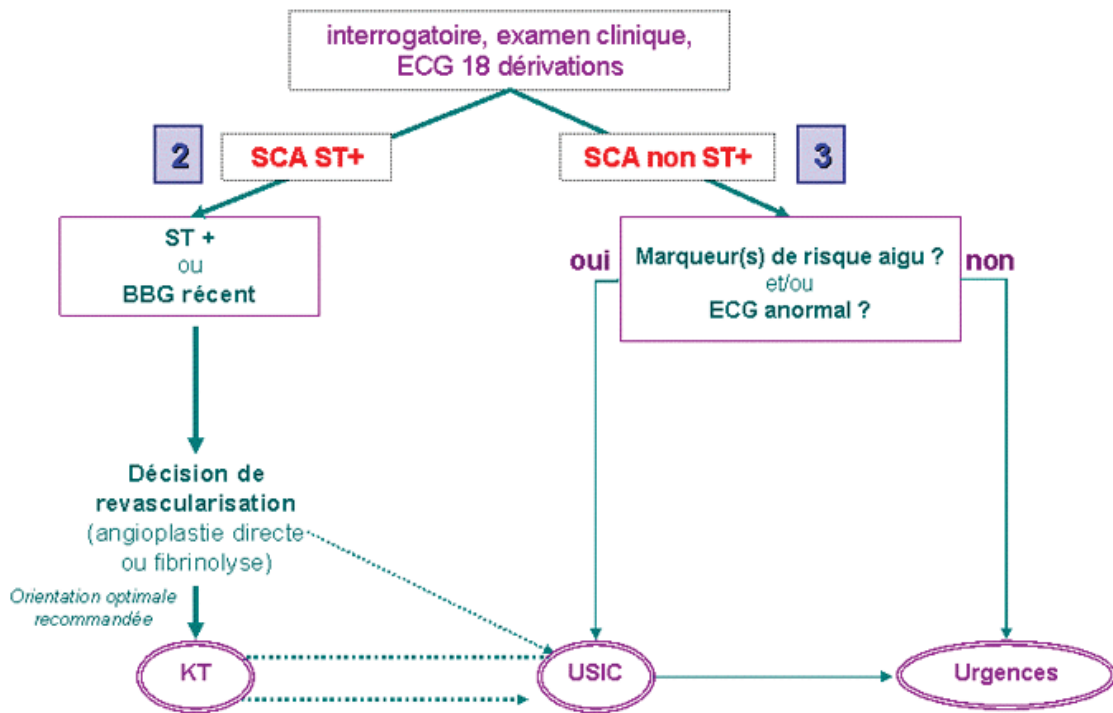 interrogatoire, examen clinique,
ECG 18 dérivations
2
SCA ST+
SCA non ST+
3
ST +
ou
BBG récent
oui
Marqueur(s) de risque aigu ?
et/ou
ECG anormal ?
non
Décision de
revascularisation
(angioplastie directe
ou fibrinolyse)
Orientation optimale
recommandée
KT
USIC
Urgences